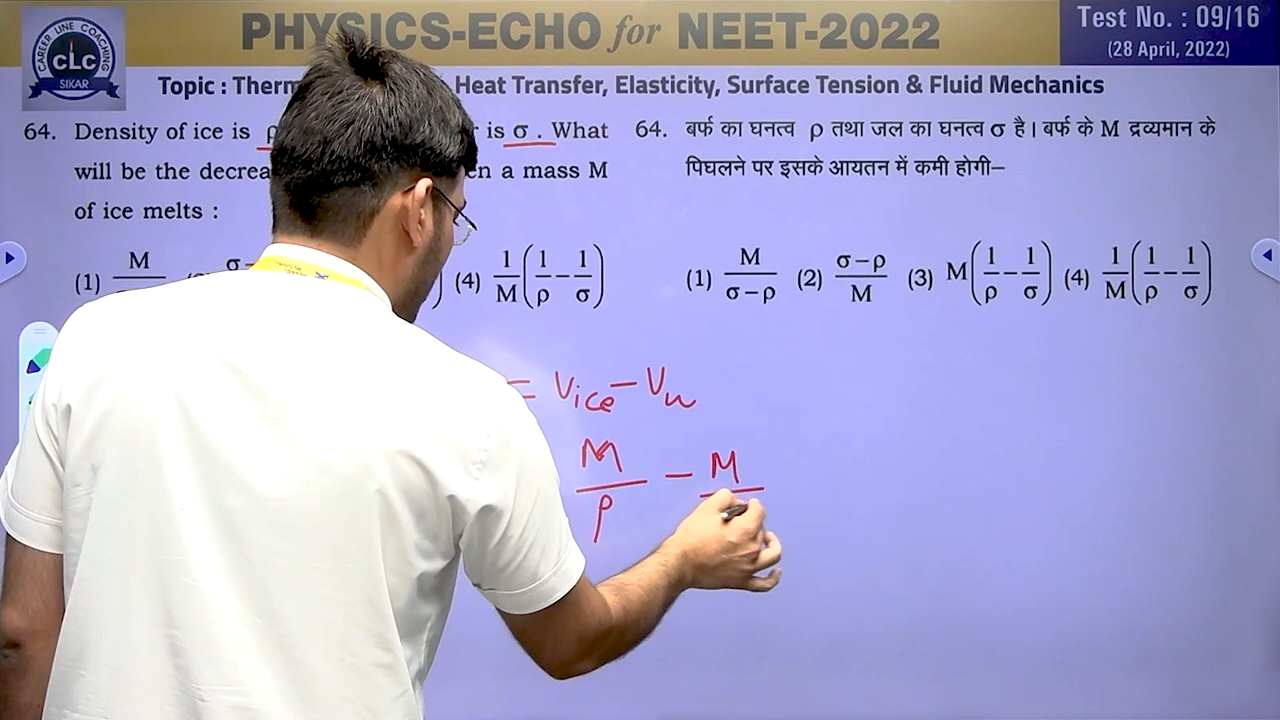 PHYSICS-ECHO for NEET-2022
Test No. : 09/16
(28 April, 2022)
CAREER LINE COACHING
CLC
SIKAR
Topic : Therm Heat Transfer, Elasticity, Surface Tension & Fluid Mechanics
64. Density of ice is ρ r is σ . What
will be the decrea en a mass M
of ice melts :
(1) M σ- (4) 1/M(1/ρ − 1/σ)
64. बर्फ का घनत्व ρ तथा जल का घनत्व σ है। बर्फ के M द्रव्यमान के
पिघलने पर इसके आयतन में कमी होगी–
(1) M/(σ−ρ) (2) (σ−ρ)/M (3) M(1/ρ − 1/σ) (4) 1/M(1/ρ − 1/σ)
= Vice − Vw
M/ρ − M